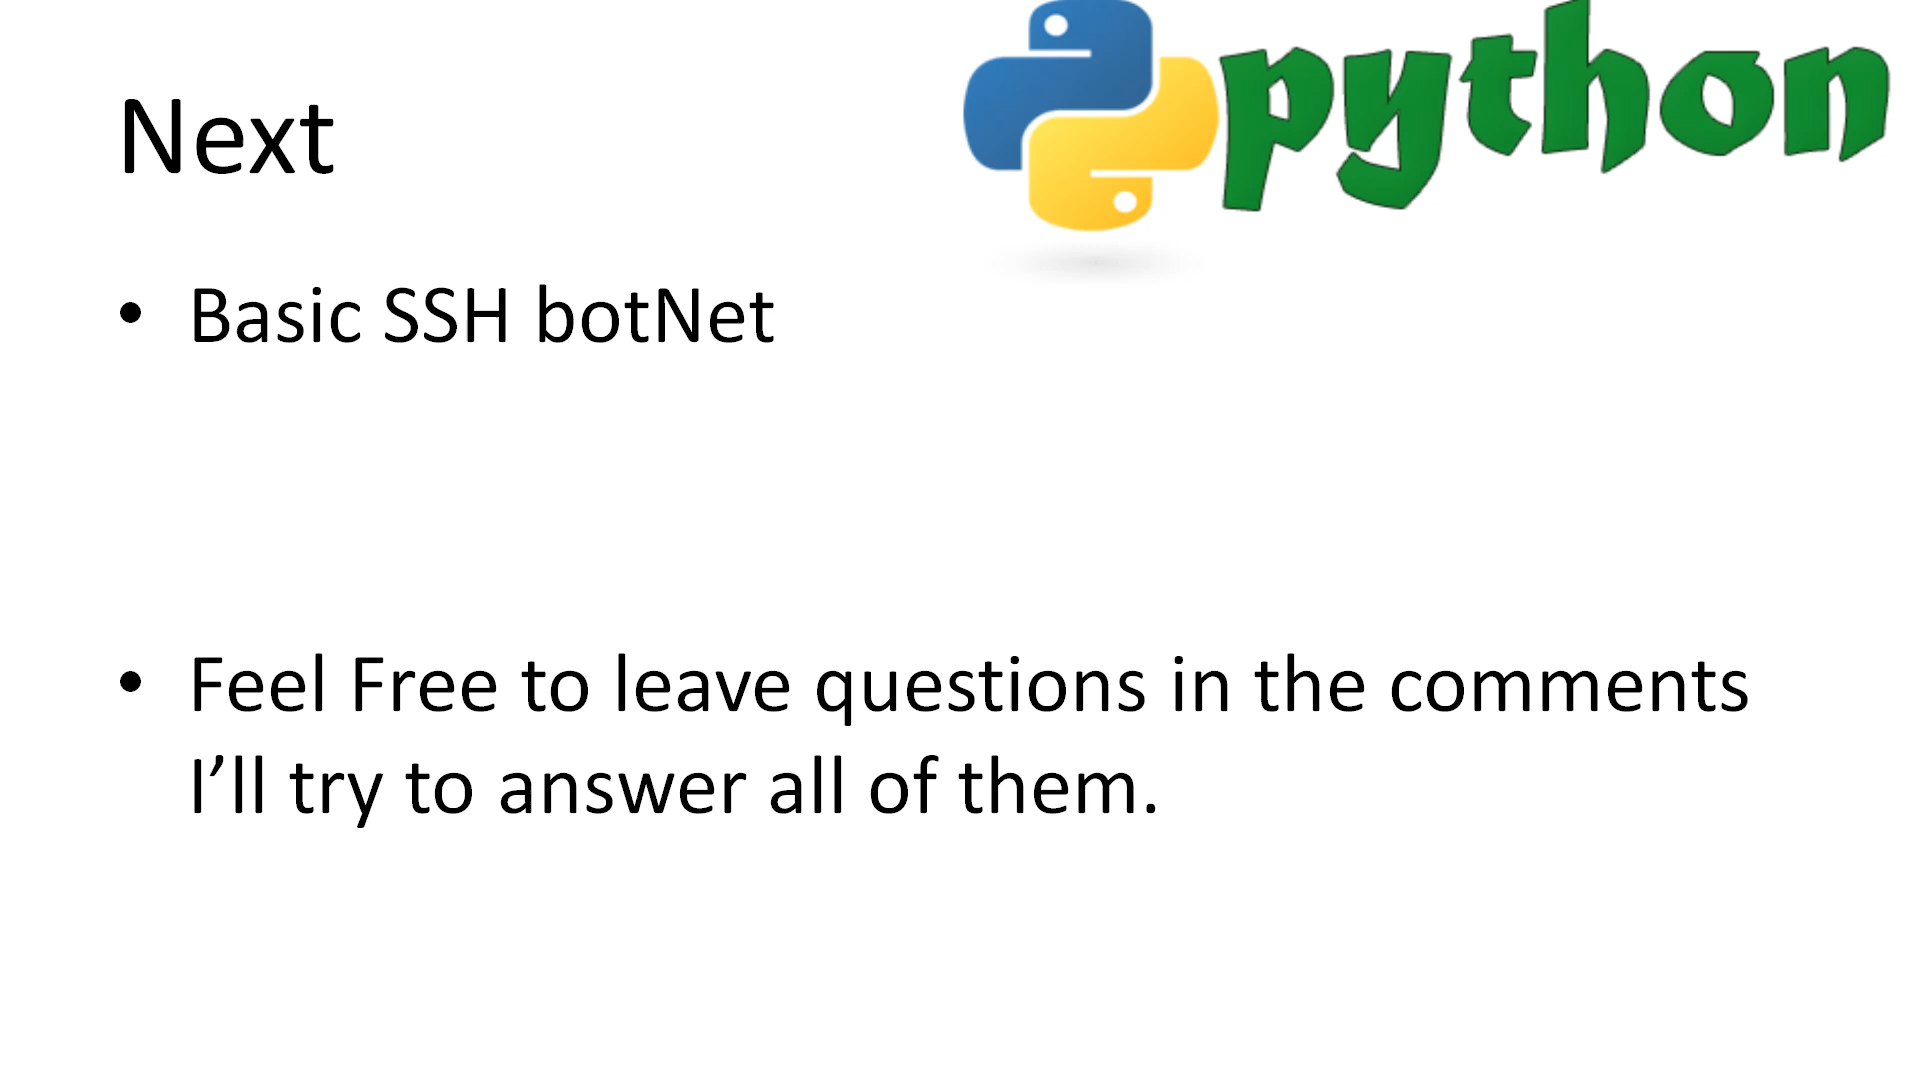 python
Next
• Basic SSH botNet
• Feel Free to leave questions in the comments
I’ll try to answer all of them.